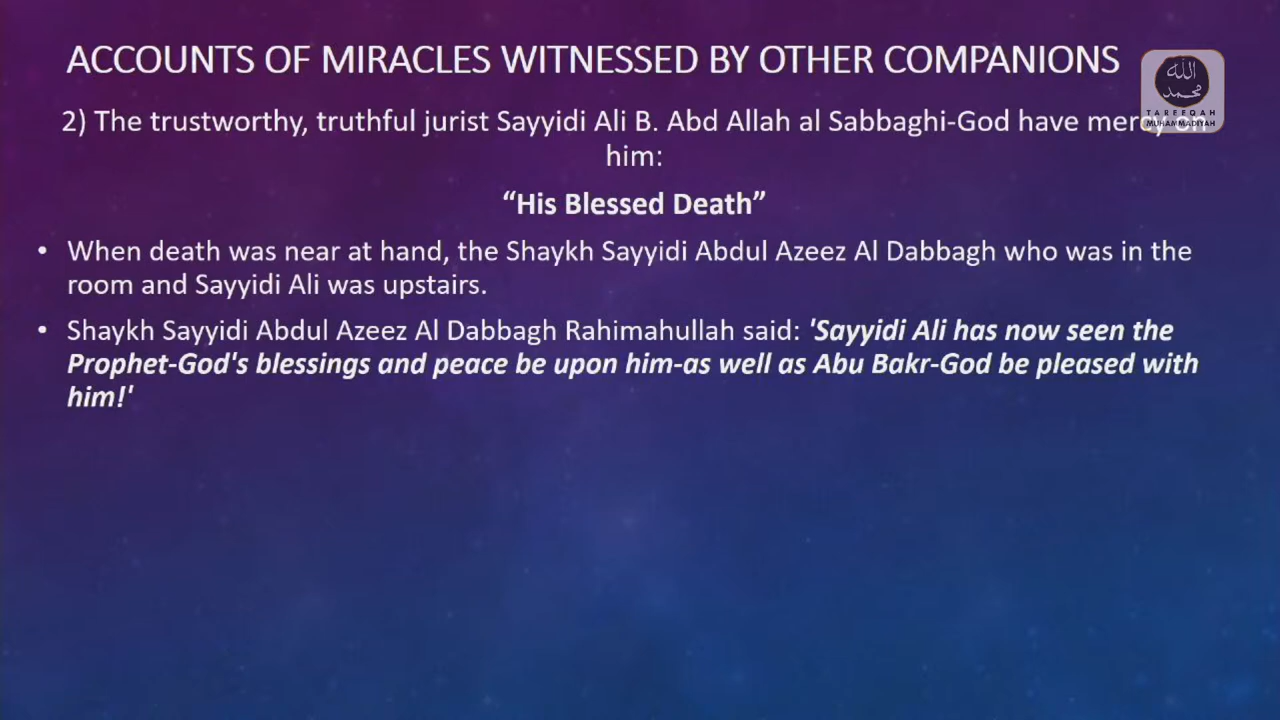 ACCOUNTS OF MIRACLES WITNESSED BY OTHER COMPANIONS
الله
محمد
TAREEQAH
MUHAMMADIYAH
2) The trustworthy, truthful jurist Sayyidi Ali B. Abd Allah al Sabbaghi-God have mercy on
him:
“His Blessed Death”
• When death was near at hand, the Shaykh Sayyidi Abdul Azeez Al Dabbagh who was in the
room and Sayyidi Ali was upstairs.
• Shaykh Sayyidi Abdul Azeez Al Dabbagh Rahimahullah said: 'Sayyidi Ali has now seen the
Prophet-God's blessings and peace be upon him-as well as Abu Bakr-God be pleased with
him!'